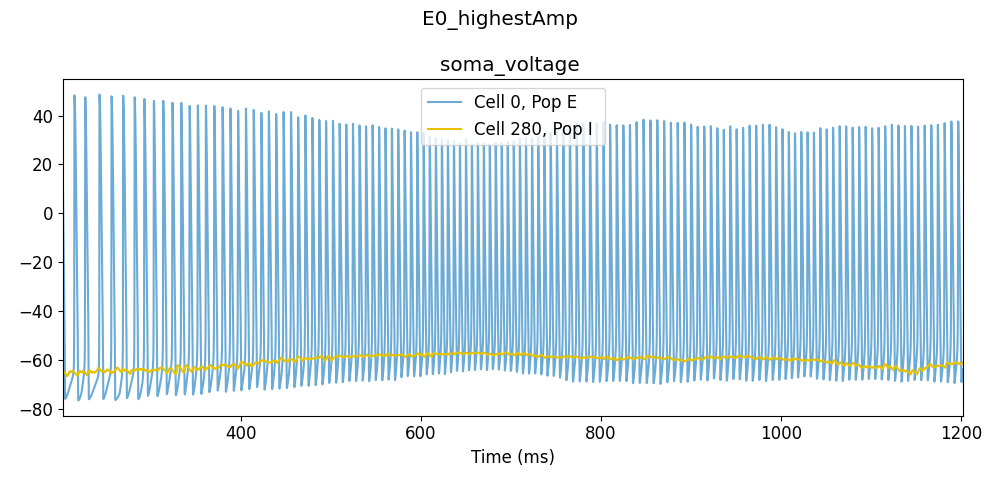 E0_highestAmp
soma_voltage
Cell 0, Pop E
Cell 280, Pop I
40
20
0
−20
−40
−60
−80
400 600 800 1000 1200
Time (ms)